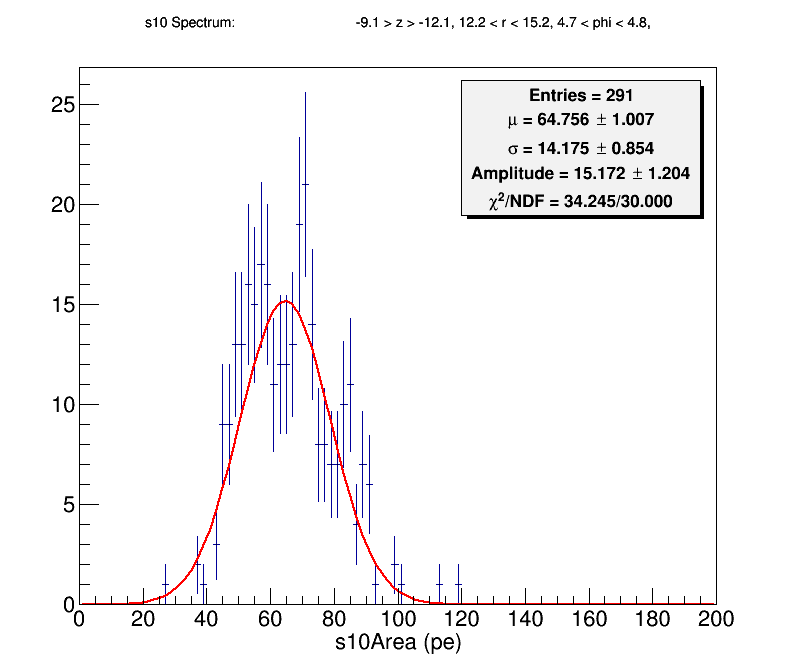 s10 Spectrum: -9.1 > z > -12.1, 12.2 < r < 15.2, 4.7 < phi < 4.8,
Entries = 291
μ = 64.756 ± 1.007
σ = 14.175 ± 0.854
Amplitude = 15.172 ± 1.204
χ²/NDF = 34.245/30.000
25
20
15
10
5
0
0 20 40 60 80 100 120 140 160 180 200
s10Area (pe)